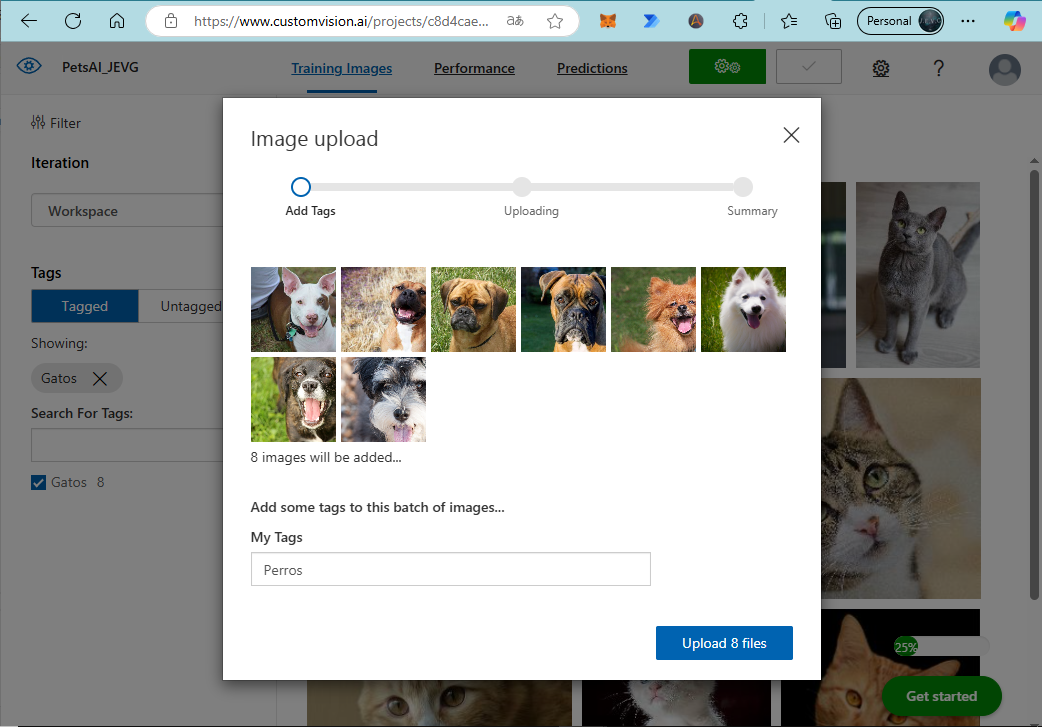 https://www.customvision.ai/projects/c8d4cae...
aあ
Personal
PetsAI_JEVG
Training Images
Performance
Predictions
?
Filter
Iteration
Workspace
Tags
Tagged
Untagged
Showing:
Gatos
Search For Tags:
Gatos 8
Image upload
Add Tags
Uploading
Summary
8 images will be added...
Add some tags to this batch of images...
My Tags
Perros
Upload 8 files
25%
Get started